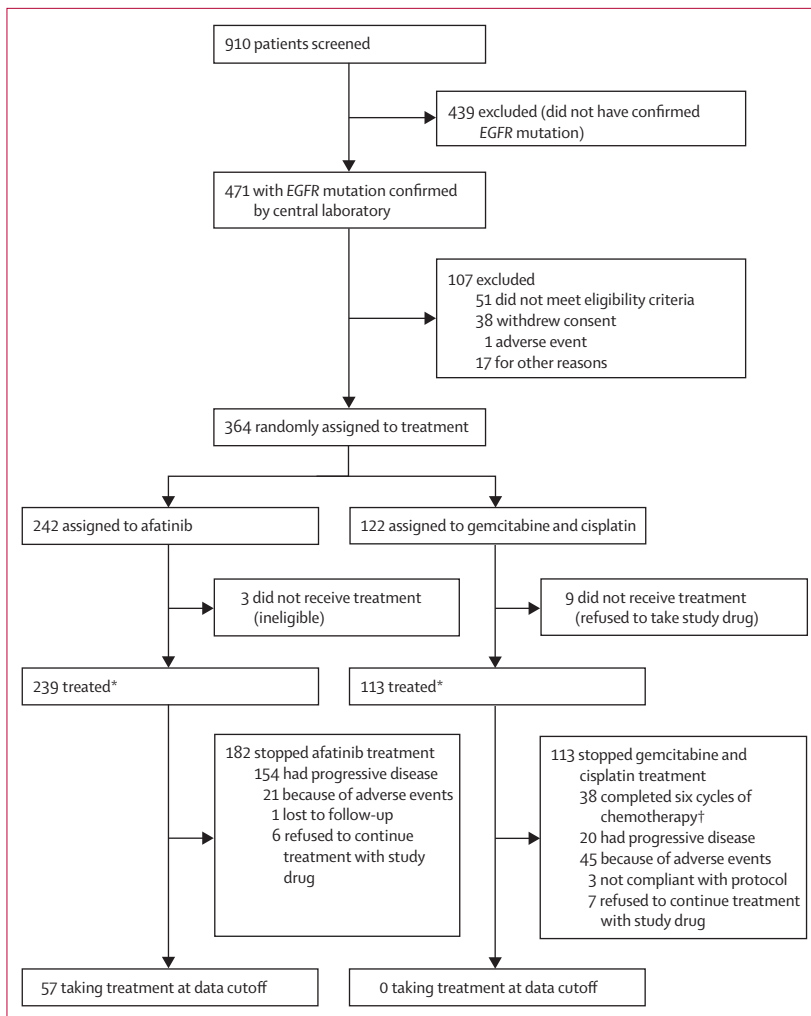 910 patients screened
439 excluded (did not have confirmed
EGFR mutation)
471 with EGFR mutation confirmed
by central laboratory
107 excluded
51 did not meet eligibility criteria
38 withdrew consent
1 adverse event
17 for other reasons
364 randomly assigned to treatment
242 assigned to afatinib
122 assigned to gemcitabine and cisplatin
3 did not receive treatment
(ineligible)
9 did not receive treatment
(refused to take study drug)
239 treated*
113 treated*
182 stopped afatinib treatment
154 had progressive disease
21 because of adverse events
1 lost to follow-up
6 refused to continue
treatment with study
drug
113 stopped gemcitabine and
cisplatin treatment
38 completed six cycles of
chemotherapy†
20 had progressive disease
45 because of adverse events
3 not compliant with protocol
7 refused to continue treatment
with study drug
57 taking treatment at data cutoff
0 taking treatment at data cutoff